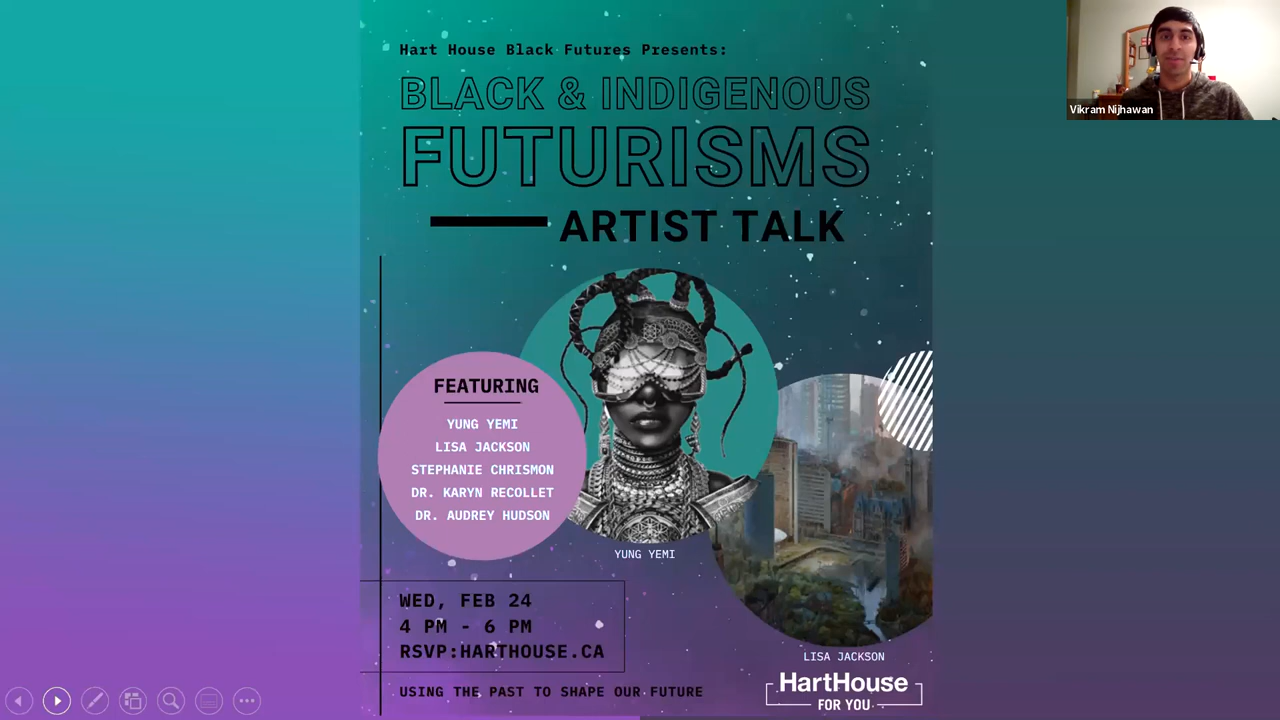 Hart House Black Futures Presents:
BLACK & INDIGENOUS
FUTURISMS
ARTIST TALK
FEATURING
YUNG YEMI
LISA JACKSON
STEPHANIE CHRISMON
DR. KARYN RECOLLET
DR. AUDREY HUDSON
YUNG YEMI
WED, FEB 24
4 PM - 6 PM
RSVP:HARTHOUSE.CA
USING THE PAST TO SHAPE OUR FUTURE
LISA JACKSON
HartHouse
FOR YOU
Vikram Nijhawan